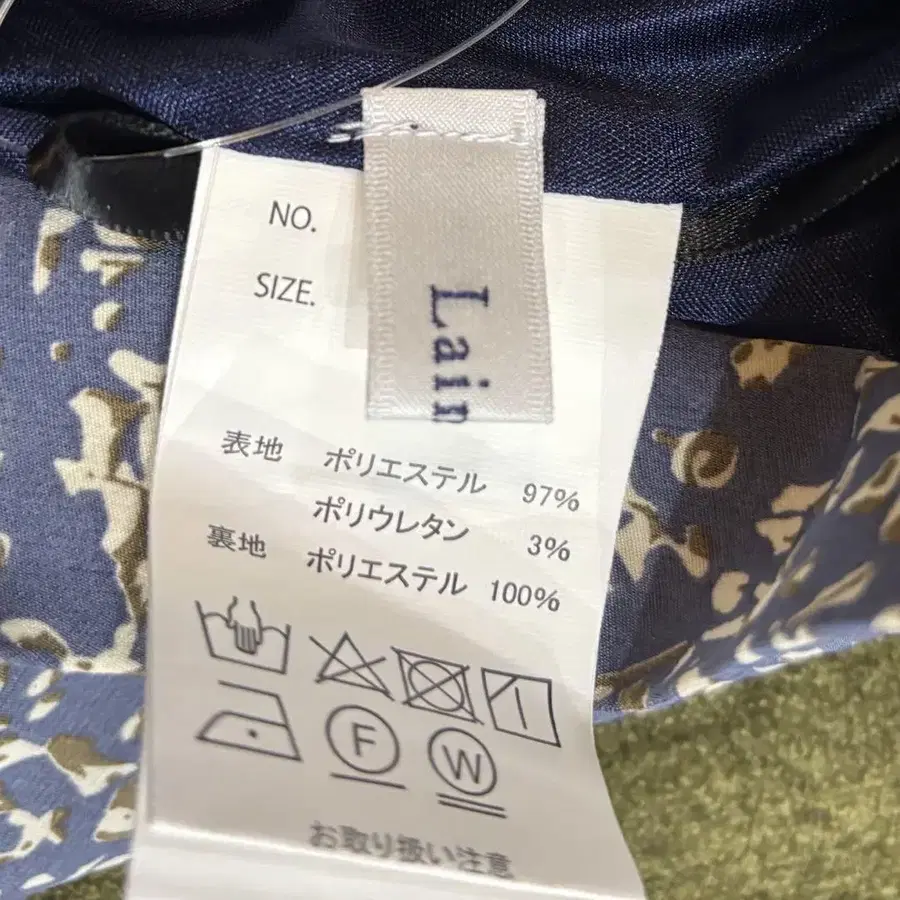 NO.
SIZE.
Lain
表地 ポリエステル 97%
ポリウレタン 3%
裏地 ポリエステル 100%
F
W
お取り扱い注意